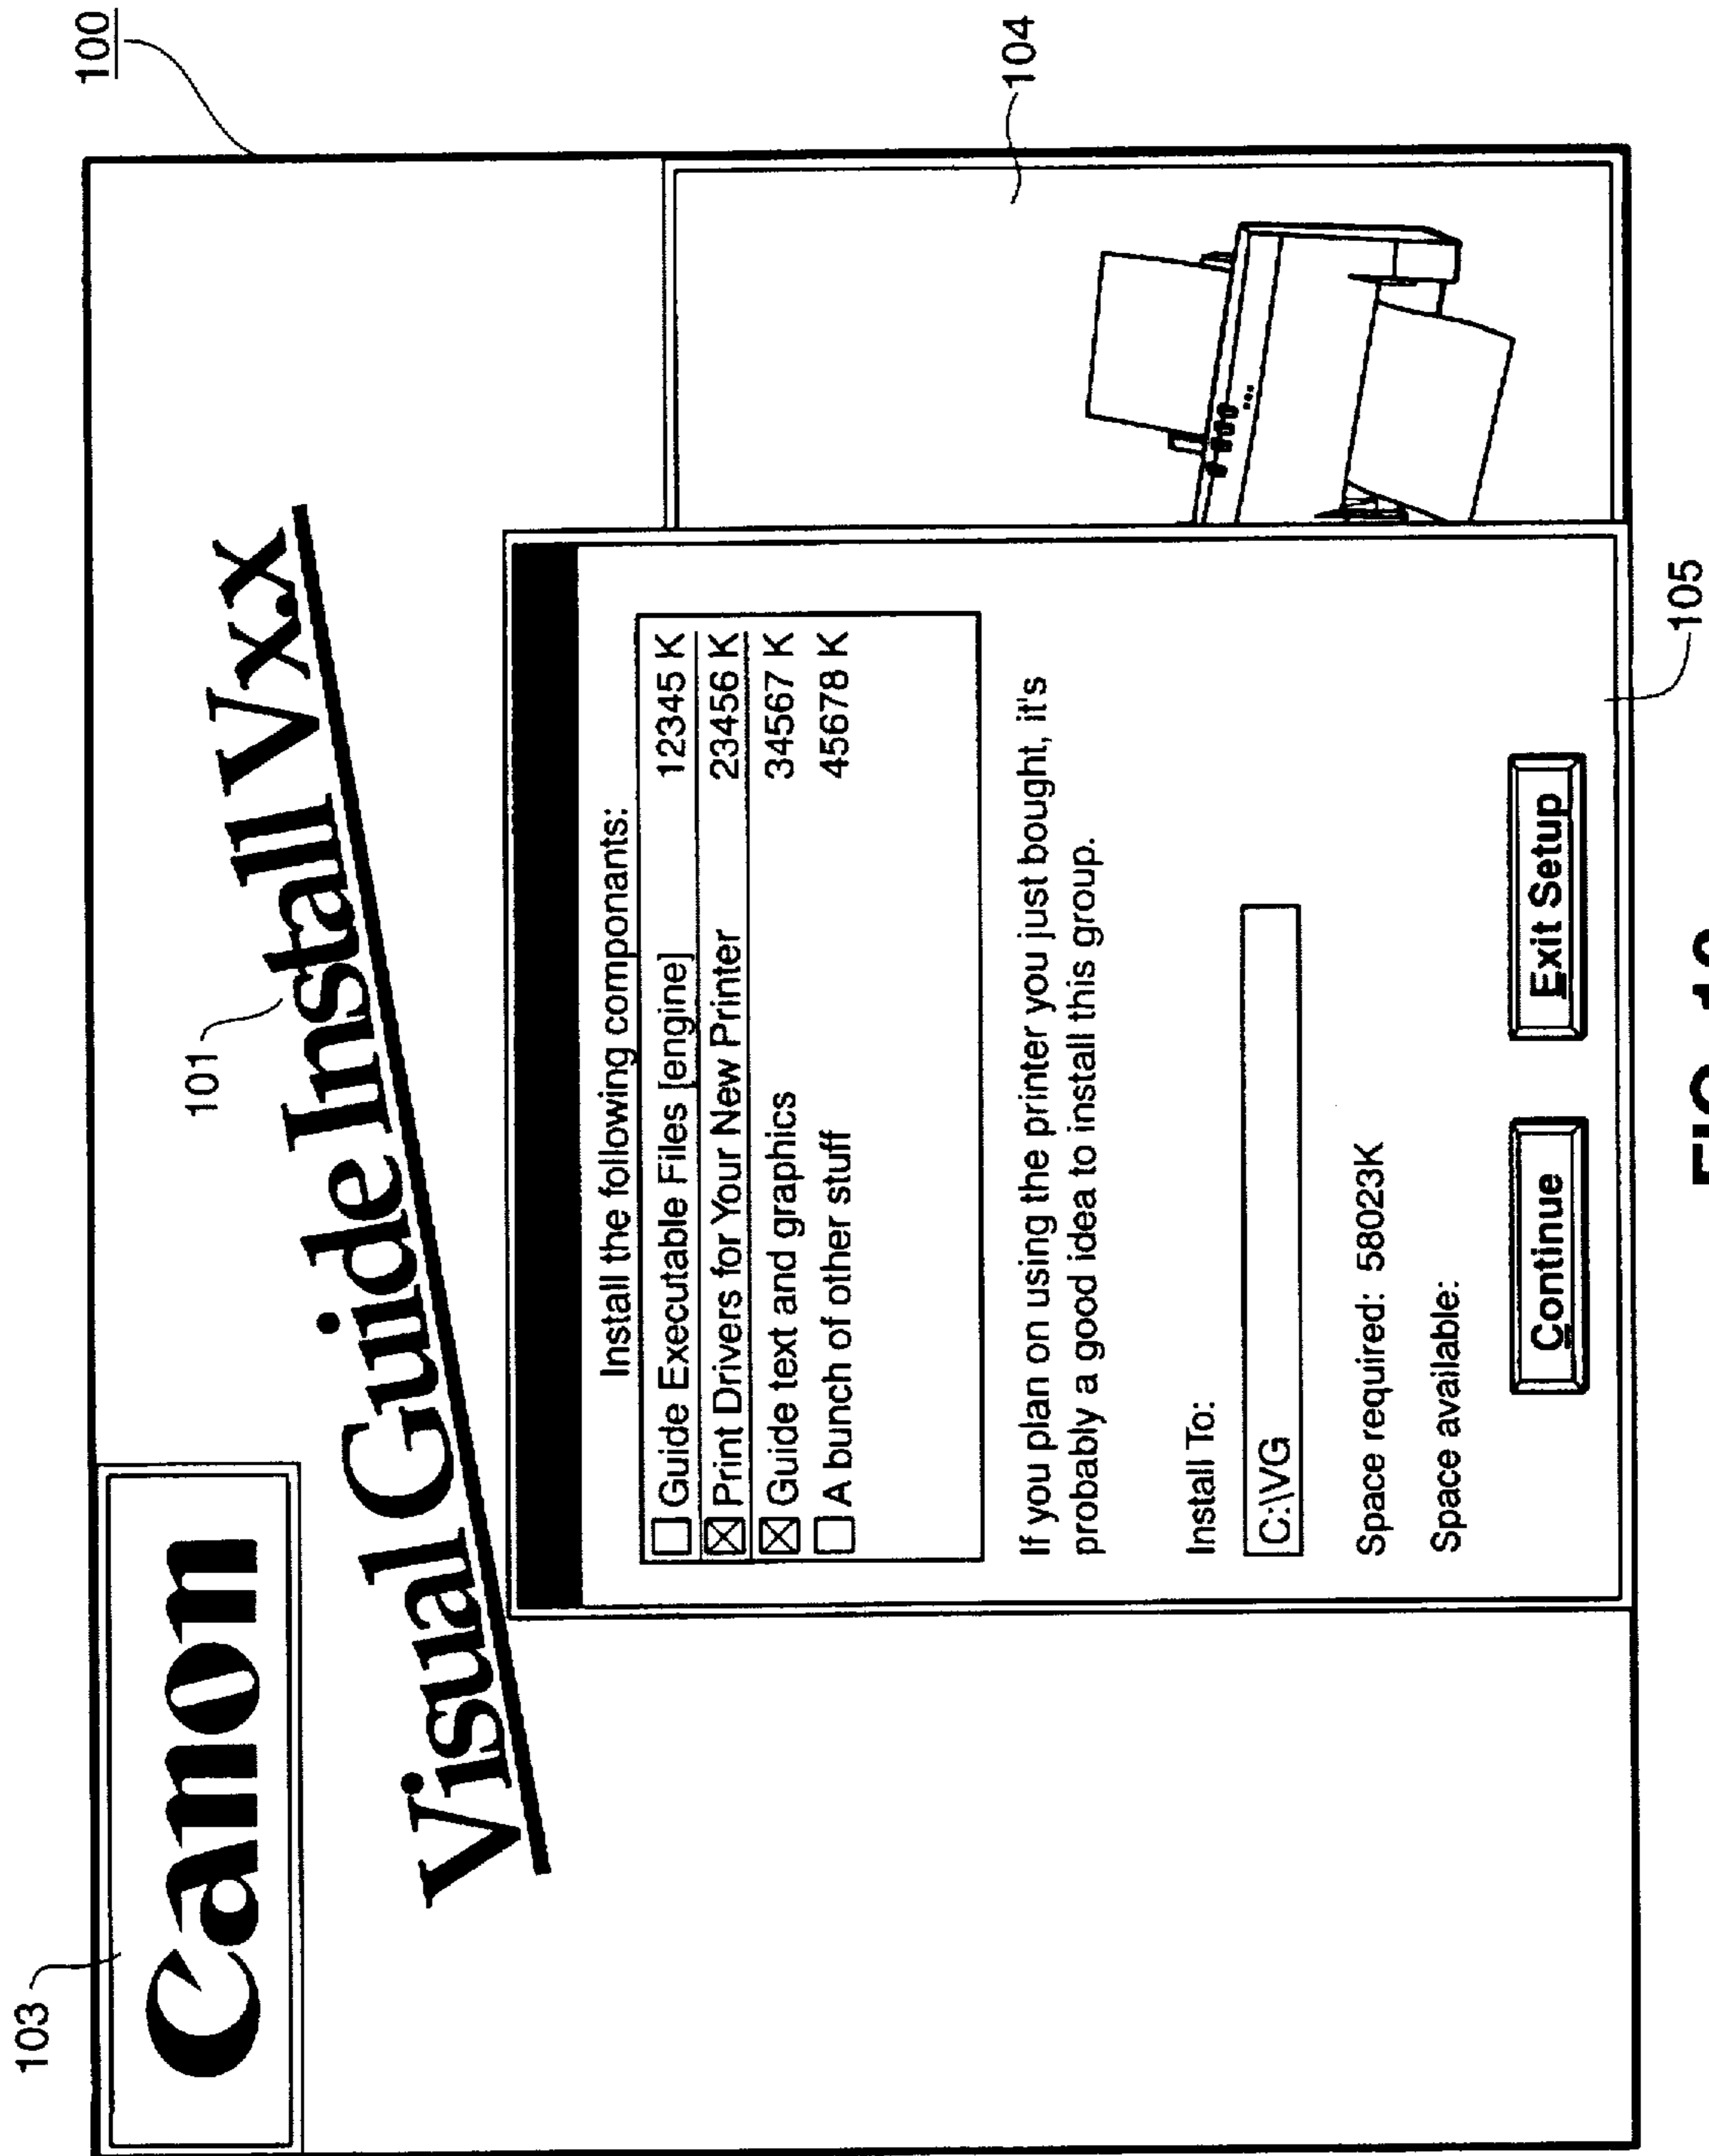 100
103
Canon
101
Visual Guide Install Vx.x
Install the following componants:
Guide Executable Files [engine] 12345 K
Print Drivers for Your New Printer 23456 K
Guide text and graphics 34567 K
A bunch of other stuff 45678 K
If you plan on using the printer you just bought, it's
probably a good idea to install this group.
Install To:
C:\VG
Space required: 58023K
Space available:
Continue
Exit Setup
104
105